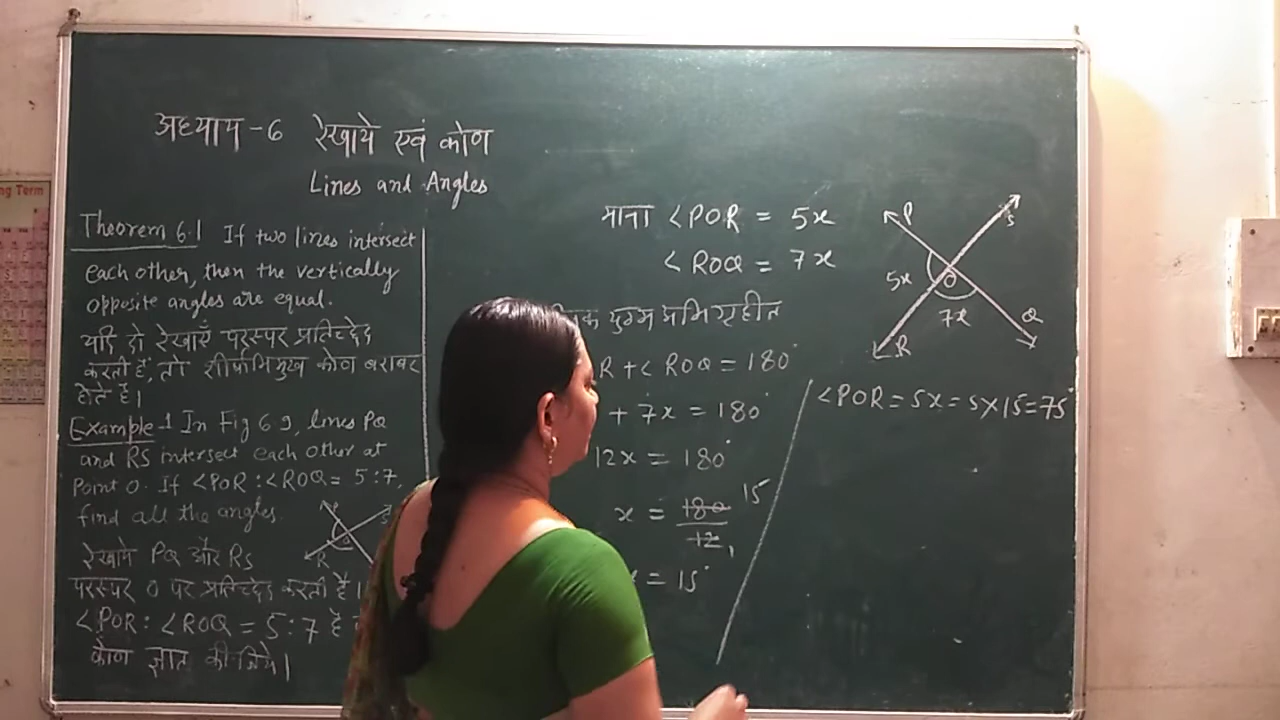 अध्याय - 6 रेखाये एवं कोण
Lines and Angles
Theorem 6.1 If two lines intersect
each other, then the vertically
opposite angles are equal.
यदि दो रेखाएँ परस्पर प्रतिच्छेद
करती हैं, तो शीर्षाभिमुख कोण बराबर
होते हैं।
Example-1 In Fig 6 9, lines PQ
and RS intersect each other at
Point O. If ∠POR : ∠ROQ = 5:7,
find all the angles.
S
R
रेखाये PQ और RS
परस्पर O पर प्रतिच्छेद करती हैं।
∠POR : ∠ROQ = 5:7 है
कोण ज्ञात कीजिये।
माना ∠POR = 5x
∠ROQ = 7x
युग्म अभिगृहीत
R + ∠ROQ = 180°
+ 7x = 180°
12x = 180°
x = 180/12 15
1
= 15°
P
S
5x
O
7x
Q
R
∠POR = 5x = 5×15 = 75°
ng Term